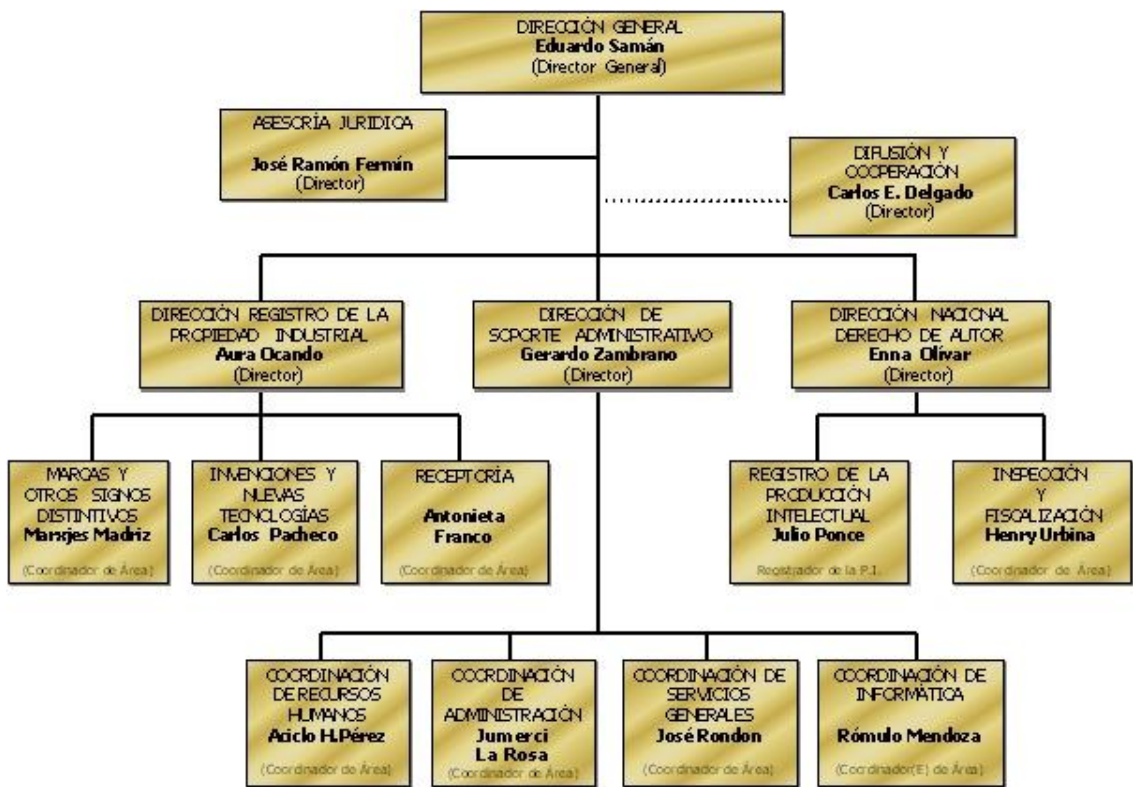 DIRECCIÓN GENERAL
Eduardo Samán
(Director General)
ASESORÍA JURIDICA
José Ramón Fermín
(Director)
DIFUSIÓN Y
COOPERACIÓN
Carlos E. Delgado
(Director)
DIRECCIÓN REGISTRO DE LA
PROPIEDAD INDUSTRIAL
Aura Ocando
(Director)
DIRECCIÓN DE
SOPORTE ADMINISTRATIVO
Gerardo Zambrano
(Director)
DIRECCIÓN NACIONAL
DERECHO DE AUTOR
Enna Olívar
(Director)
MARCAS Y
OTROS SIGNOS
DISTINTIVOS
Marxjes Madriz
(Coordinador de Área)
INVENCIONES Y
NUEVAS
TECNOLOGÍAS
Carlos Pacheco
(Coordinador de Área)
RECEPTORÍA
Antonieta
Franco
(Coordinador de Área)
REGISTRO DE LA
PRODUCCIÓN
INTELECTUAL
Julio Ponce
Registrador de la P.I.
INSPECCIÓN
Y
FISCALIZACIÓN
Henry Urbina
(Coordinador de Área)
COORDINACIÓN
DE RECURSOS
HUMANOS
Aciclo H.Pérez
(Coordinador de Área)
COORDINACIÓN
DE
ADMINISTRACIÓN
Jumerci
La Rosa
(Coordinador de Área)
COORDINACIÓN DE
SERVICIOS
GENERALES
José Rondon
(Coordinador de Área)
COORDINACIÓN DE
INFORMÁTICA
Rómulo Mendoza
(Coordinador(E) de Área)